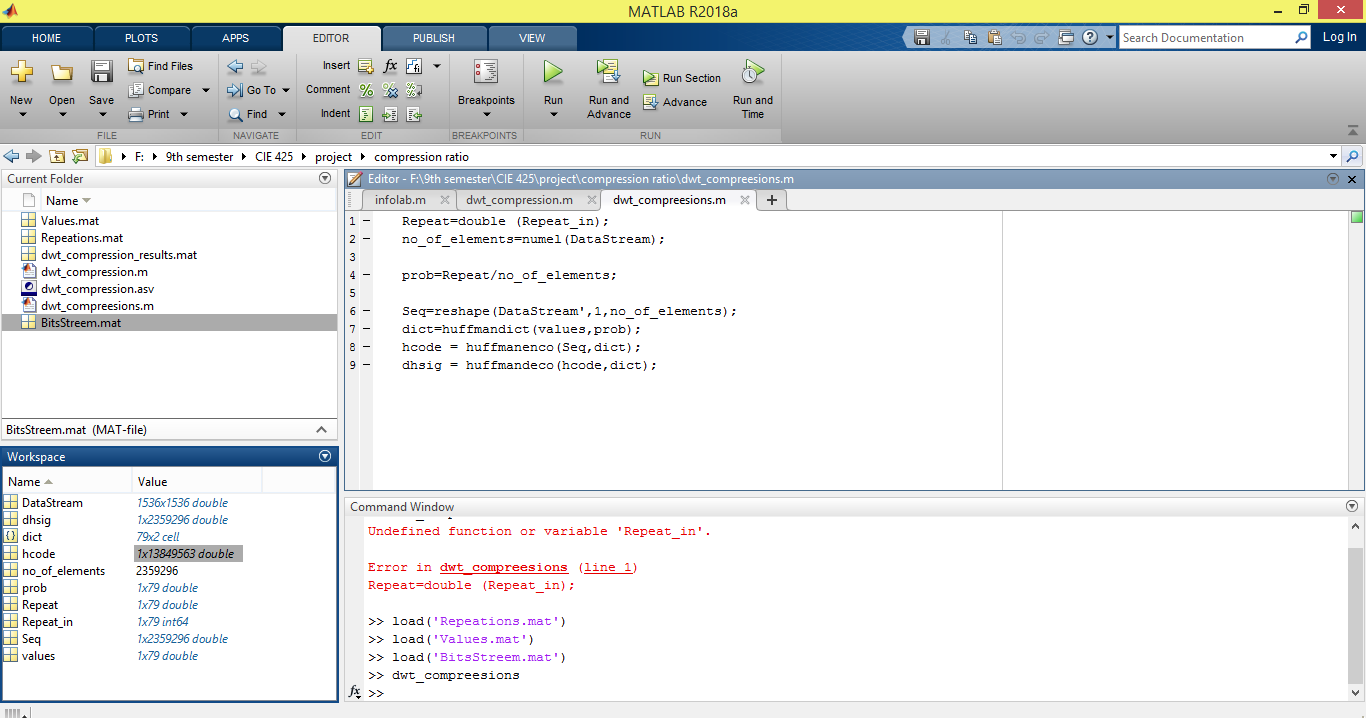 MATLAB R2018a
HOME PLOTS APPS EDITOR PUBLISH VIEW Search Documentation Log In
New Open Save Find Files Compare Print
FILE
Go To Find
NAVIGATE
Insert fx
Comment % %
Indent
EDIT
Breakpoints
BREAKPOINTS
Run Run and Advance Run Section Advance Run and Time
RUN
F: 9th semester CIE 425 project compression ratio
Current Folder
Name
Values.mat
Repeations.mat
dwt_compression_results.mat
dwt_compression.m
dwt_compression.asv
dwt_compreesions.m
BitsStreem.mat
BitsStreem.mat (MAT-file)
Workspace
Name Value
DataStream 1536x1536 double
dhsig 1x2359296 double
dict 79x2 cell
hcode 1x13849563 double
no_of_elements 2359296
prob 1x79 double
Repeat 1x79 double
Repeat_in 1x79 int64
Seq 1x2359296 double
values 1x79 double
Editor - F:\9th semester\CIE 425\project\compression ratio\dwt_compreesions.m
infolab.m dwt_compression.m dwt_compreesions.m +
1 – Repeat=double (Repeat_in);
2 – no_of_elements=numel(DataStream);
3
4 – prob=Repeat/no_of_elements;
5
6 – Seq=reshape(DataStream',1,no_of_elements);
7 – dict=huffmandict(values,prob);
8 – hcode = huffmanenco(Seq,dict);
9 – dhsig = huffmandeco(hcode,dict);
Command Window
Undefined function or variable 'Repeat_in'.
Error in dwt_compreesions (line 1)
Repeat=double (Repeat_in);
>> load('Repeations.mat')
>> load('Values.mat')
>> load('BitsStreem.mat')
>> dwt_compreesions
fx >>